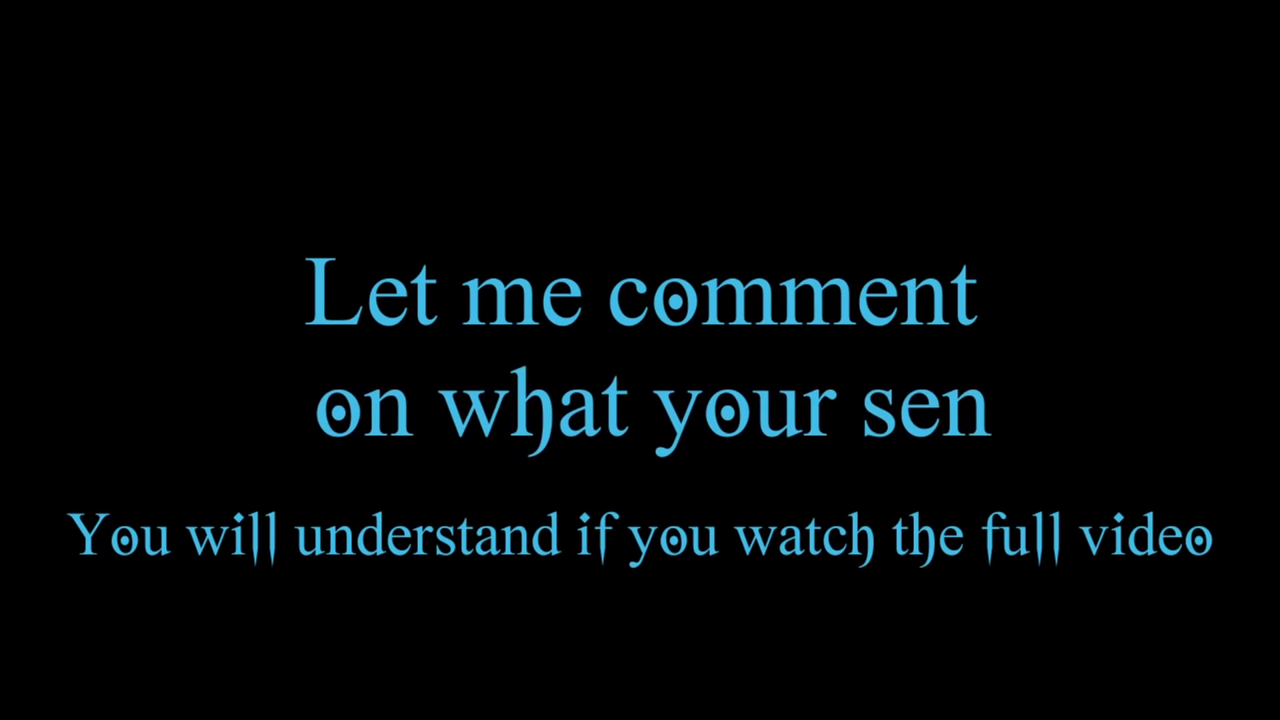 Let me comment
on what your sen
You will understand if you watch the full video